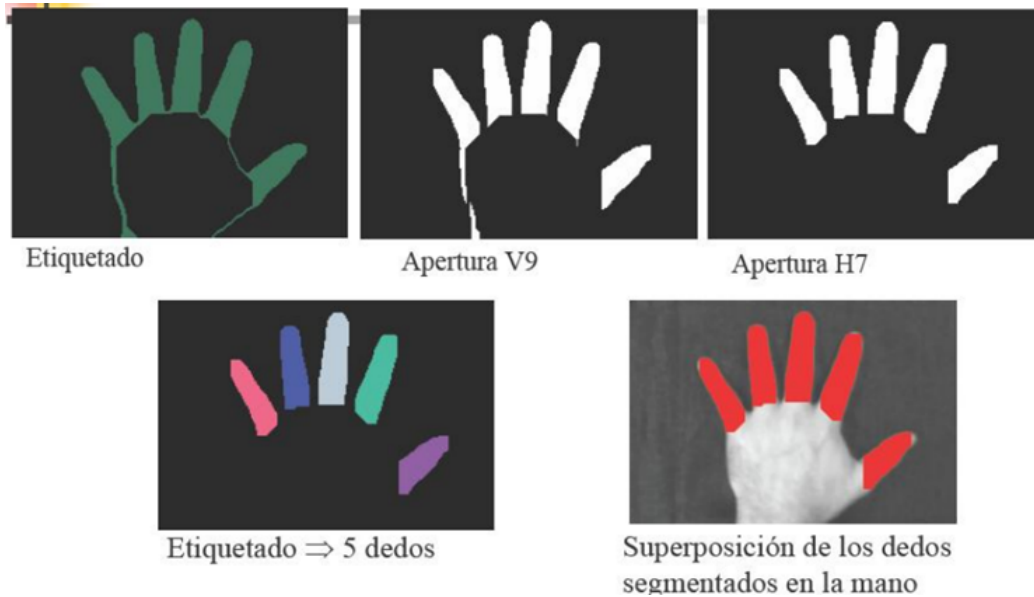 Etiquetado
Apertura V9
Apertura H7
Etiquetado ⇒ 5 dedos
Superposición de los dedos
segmentados en la mano